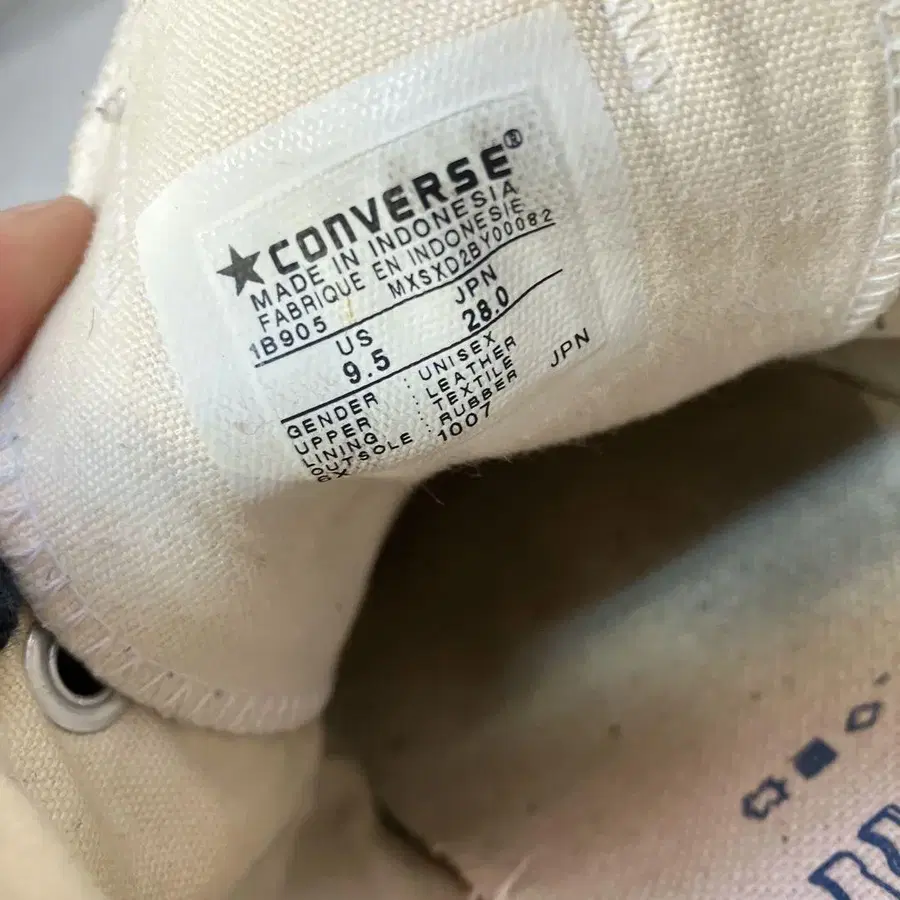 ★CONVERSE®
MADE IN INDONESIA
FABRIQUE EN INDONESIE
1B905 MXSXD2BY00082
US JPN
9.5 28.0
GENDER : UNISEX
UPPER : LEATHER JPN
LINING : TEXTILE
OUTSOLE : RUBBER
1007